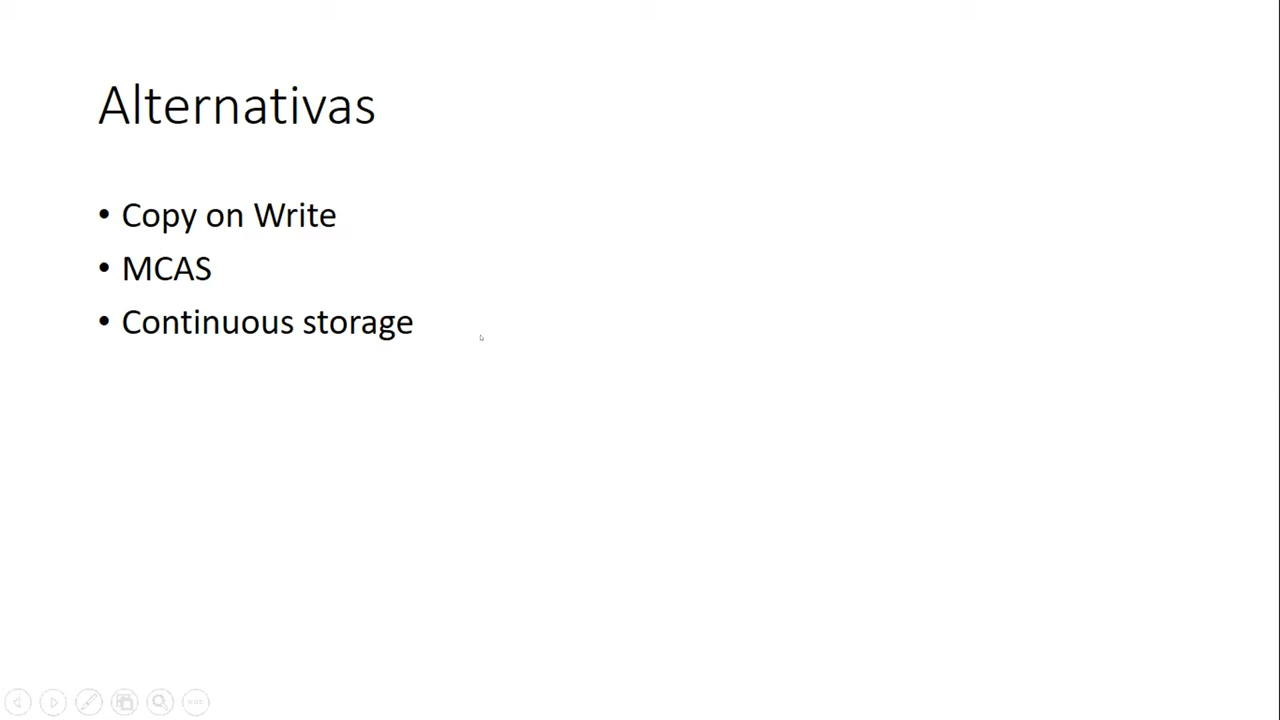 Alternativas
• Copy on Write
• MCAS
• Continuous storage